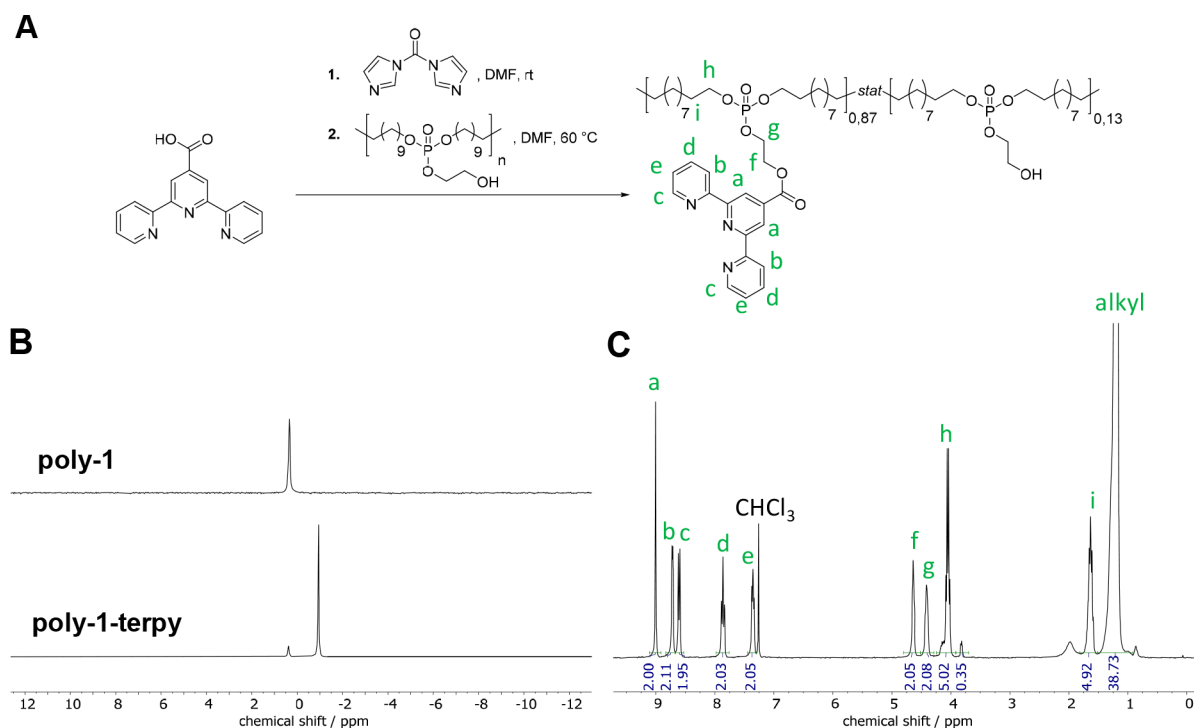 A
O
1.
N
N
, DMF, rt
N
N
2.
O
O
P
O
9
9
n
, DMF, 60 °C
O
OH
HO
O
N
N
N
h
O
O
P
O
7
i
7
0,87
stat
O
O
P
O
7
7
0,13
O
g
O
OH
f
d
e
b
a
O
c
N
O
N
a
N
b
c
e
d
B
poly-1
poly-1-terpy
12 10 8 6 4 2 0 -2 -4 -6 -8 -10 -12
chemical shift / ppm
C
alkyl
a
h
CHCl3
i
b
c
d
e
f
g
2.00 2.11 1.95 2.03 2.05 2.05 2.08 5.02 0.35 4.92 38.73
9 8 7 6 5 4 3 2 1 0
chemical shift / ppm